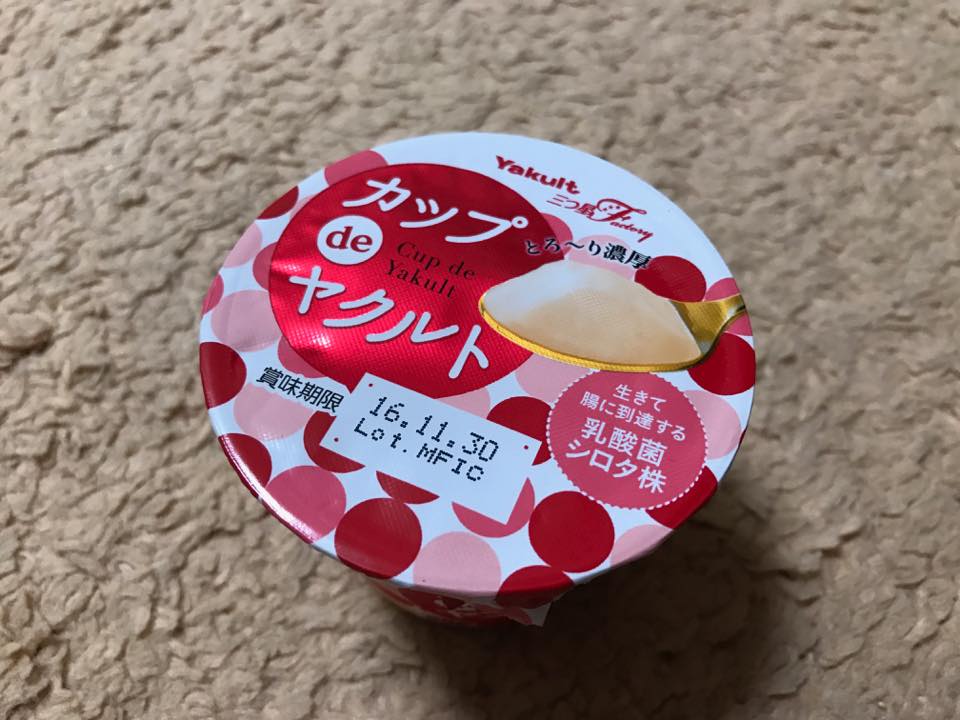 Yakult
三つ星Factory
カップ
de
ヤクルト
Cup de
Yakult
とろ〜り濃厚
賞味期限
16.11.30
Lot.MFIC
生きて
腸に到達する
乳酸菌
シロタ株